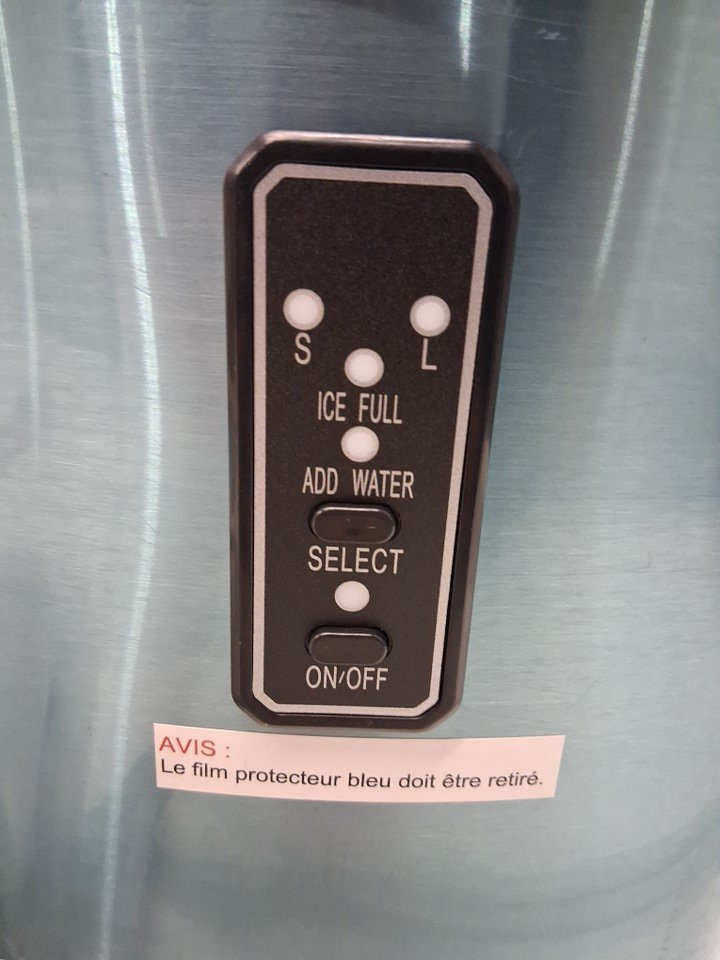 S L
ICE FULL
ADD WATER
SELECT
ON/OFF
AVIS :
Le film protecteur bleu doit être retiré.